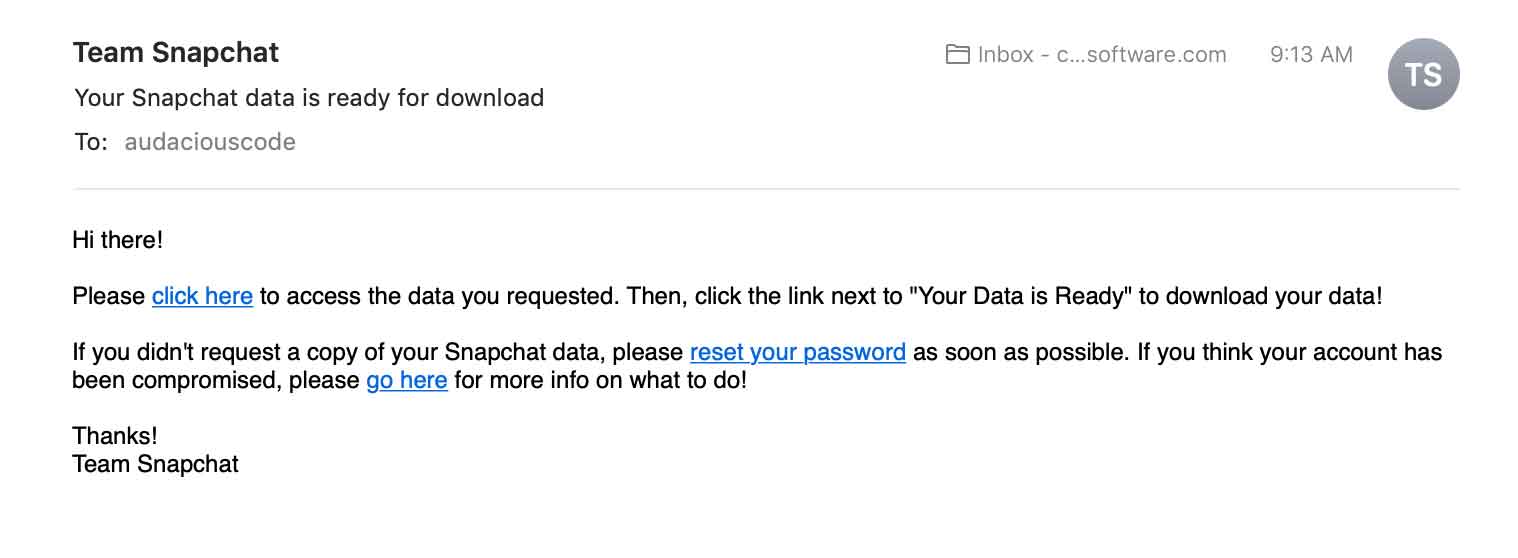 Team Snapchat
Inbox - c...software.com
9:13 AM
TS
Your Snapchat data is ready for download
To: audaciouscode
Hi there!
Please click here to access the data you requested. Then, click the link next to "Your Data is Ready" to download your data!
If you didn't request a copy of your Snapchat data, please reset your password as soon as possible. If you think your account has
been compromised, please go here for more info on what to do!
Thanks!
Team Snapchat